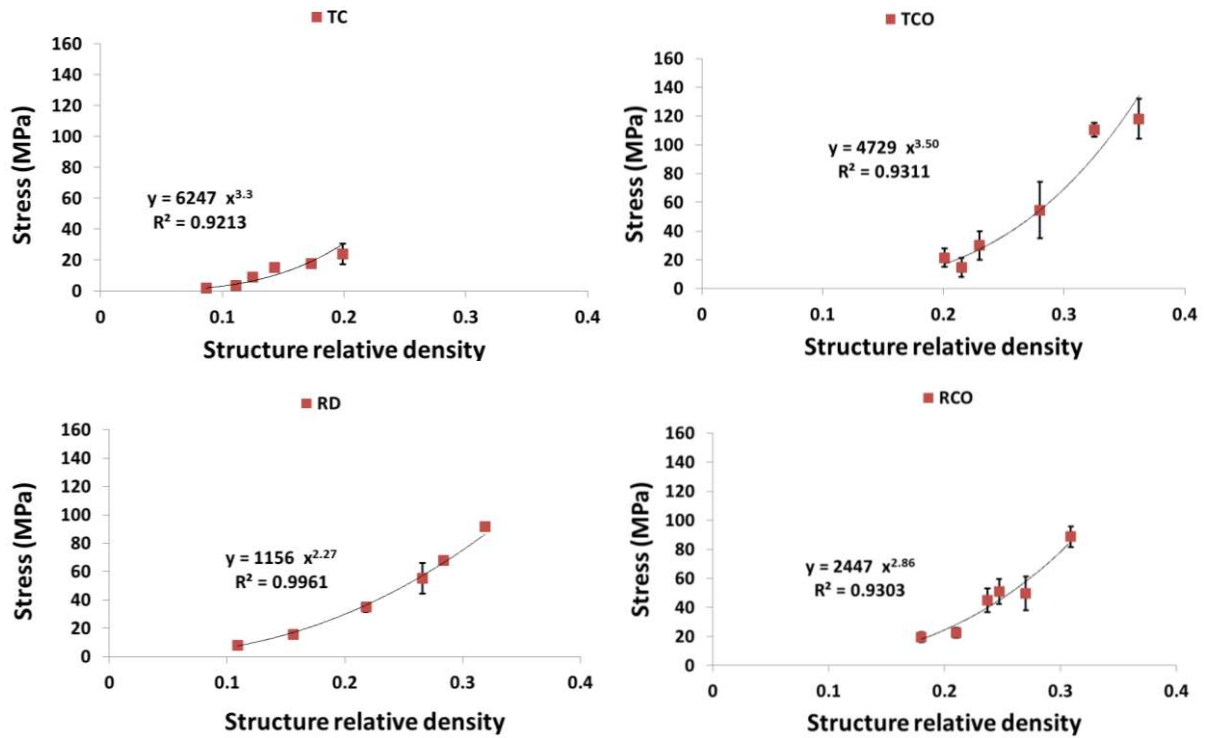 TC
160
140
120
100
80
60
40
20
0
Stress (MPa)
y = 6247 x^3.3
R² = 0.9213
0 0.1 0.2 0.3 0.4
Structure relative density
TCO
160
140
120
100
80
60
40
20
0
Stress (MPa)
y = 4729 x^3.50
R² = 0.9311
0 0.1 0.2 0.3 0.4
Structure relative density
RD
160
140
120
100
80
60
40
20
0
Stress (MPa)
y = 1156 x^2.27
R² = 0.9961
0 0.1 0.2 0.3 0.4
Structure relative density
RCO
160
140
120
100
80
60
40
20
0
Stress (MPa)
y = 2447 x^2.86
R² = 0.9303
0 0.1 0.2 0.3 0.4
Structure relative density